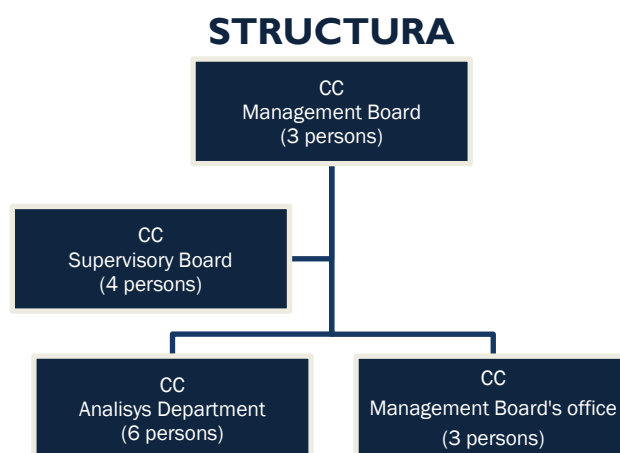 STRUCTURA
CC
Management Board
(3 persons)
CC
Supervisory Board
(4 persons)
CC
Analisys Department
(6 persons)
CC
Management Board's office
(3 persons)